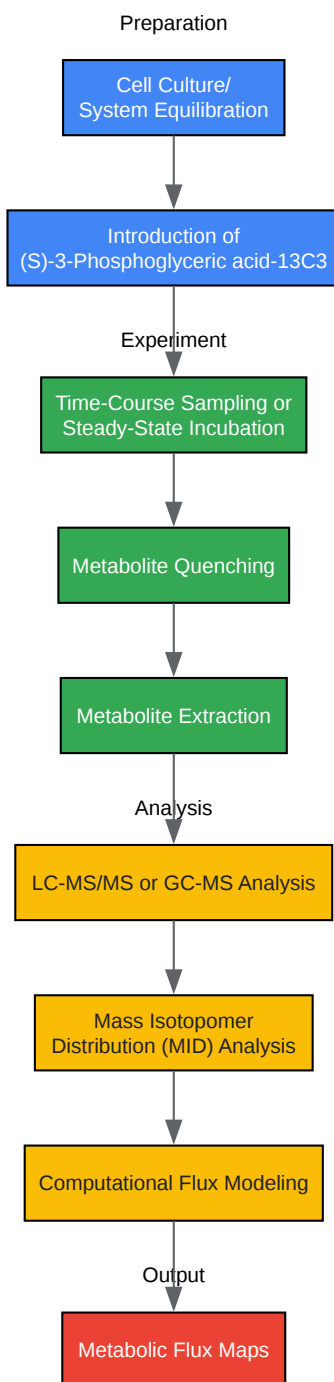 Preparation
Cell Culture/
System Equilibration
Introduction of
(S)-3-Phosphoglyceric acid-13C3
Experiment
Time-Course Sampling or
Steady-State Incubation
Metabolite Quenching
Metabolite Extraction
Analysis
LC-MS/MS or GC-MS Analysis
Mass Isotopomer
Distribution (MID) Analysis
Computational Flux Modeling
Output
Metabolic Flux Maps